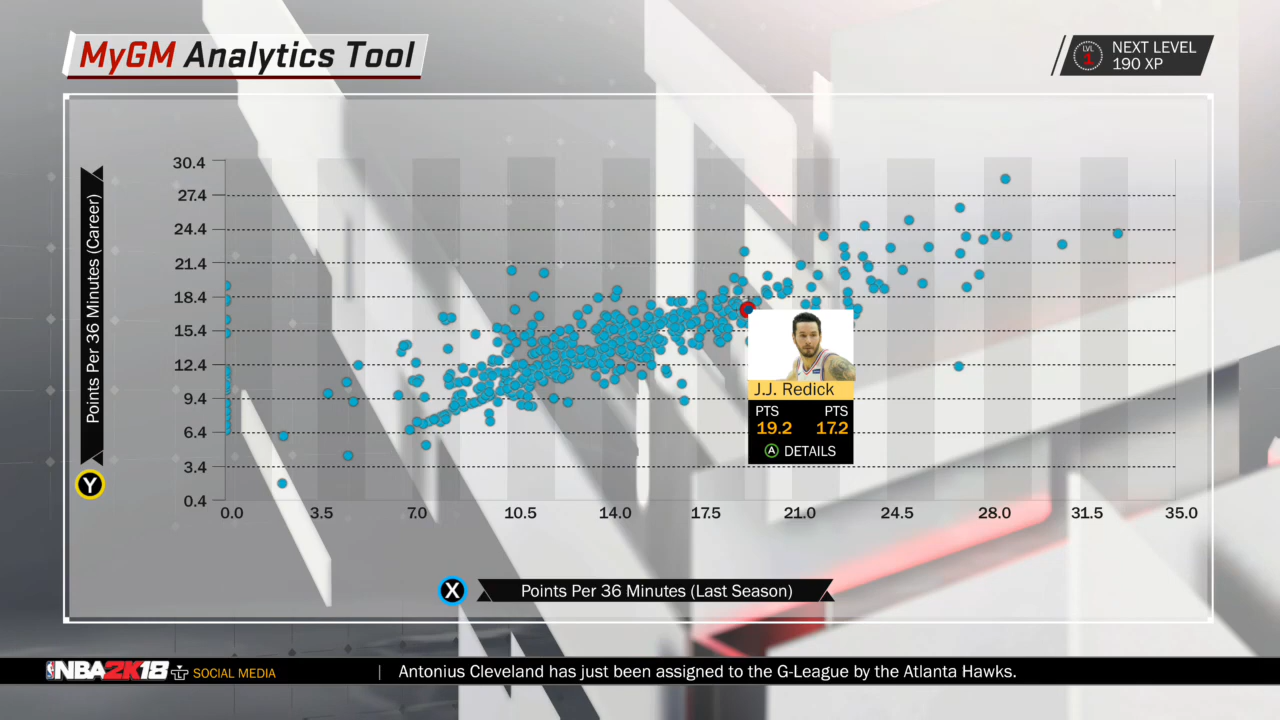 MyGM Analytics Tool
LVL
1
NEXT LEVEL
190 XP
Points Per 36 Minutes (Career)
Y
30.4
27.4
24.4
21.4
18.4
15.4
12.4
9.4
6.4
3.4
0.4
J.J. Redick
PTS PTS
19.2 17.2
A DETAILS
0.0 3.5 7.0 10.5 14.0 17.5 21.0 24.5 28.0 31.5 35.0
X Points Per 36 Minutes (Last Season)
NBA 2K18 SOCIAL MEDIA | Antonius Cleveland has just been assigned to the G-League by the Atlanta Hawks.